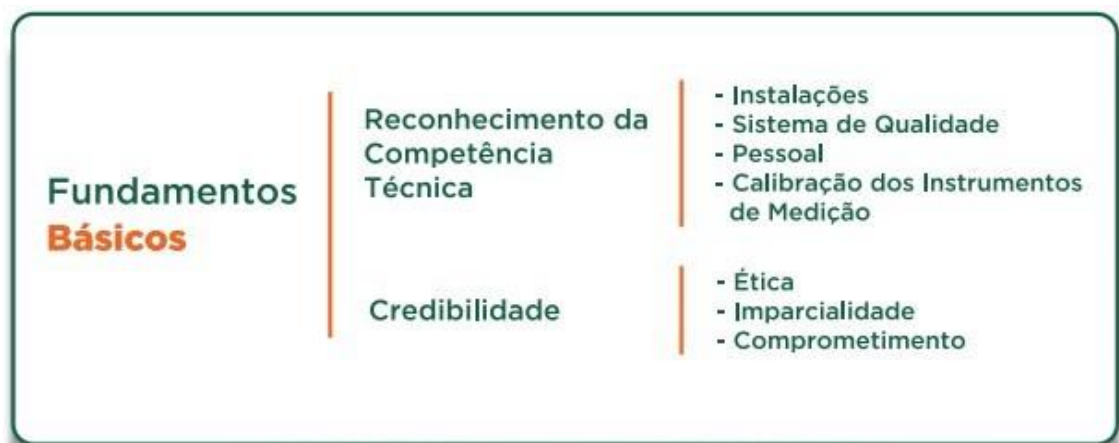 Fundamentos
Básicos
Reconhecimento da
Competência
Técnica
- Instalações
- Sistema de Qualidade
- Pessoal
- Calibração dos Instrumentos
de Medição
Credibilidade
- Ética
- Imparcialidade
- Comprometimento